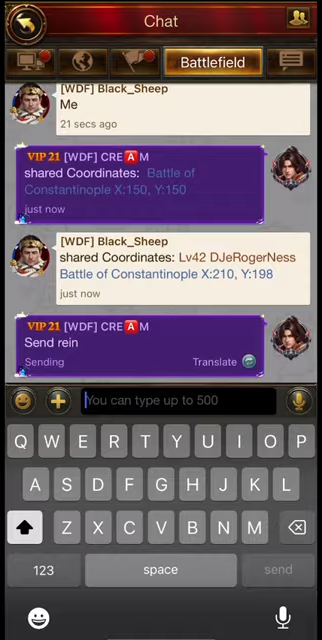 Chat
Battlefield
[WDF] Black_Sheep
Me
21 secs ago
VIP 21 [WDF] CRE🅰️M
shared Coordinates: Battle of
Constantinople X:150, Y:150
just now
[WDF] Black_Sheep
shared Coordinates: Lv42 DJeRogerNess
Battle of Constantinople X:210, Y:198
just now
VIP 21 [WDF] CRE🅰️M
Send rein
Sending Translate
You can type up to 500
Q W E R T Y U I O P
A S D F G H J K L
Z X C V B N M
123 space send